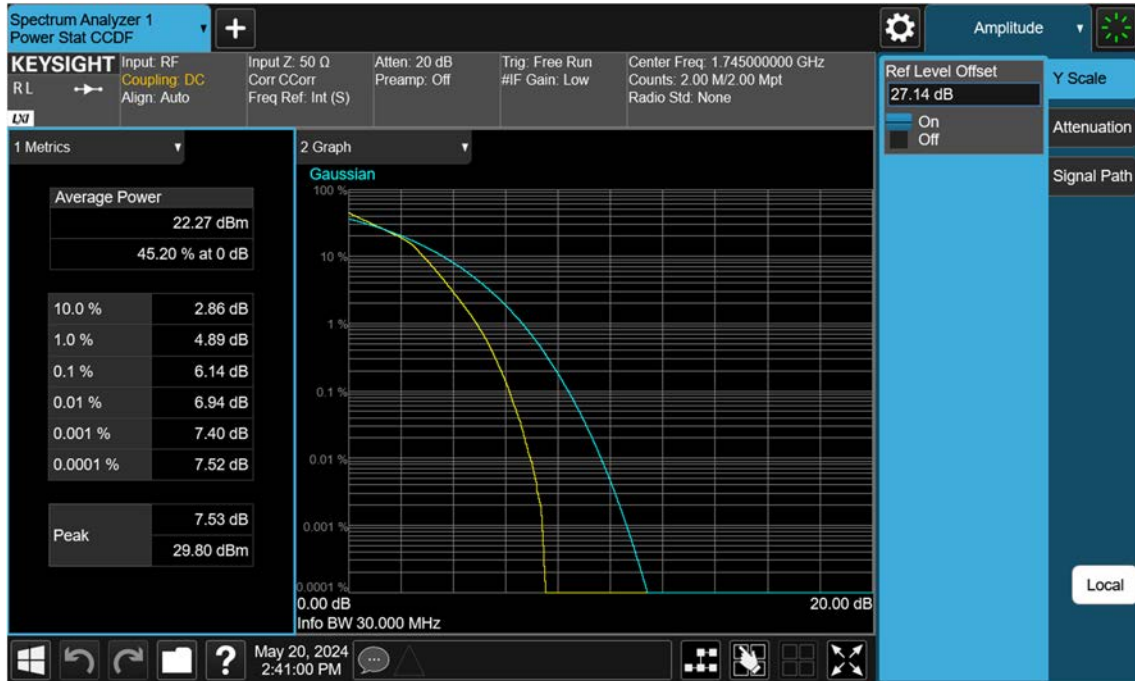 Spectrum Analyzer 1
Power Stat CCDF
Amplitude
KEYSIGHT
R L
LXI
Input: RF
Coupling: DC
Align: Auto
Input Z: 50 Ω
Corr CCorr
Freq Ref: Int (S)
Atten: 20 dB
Preamp: Off
Trig: Free Run
#IF Gain: Low
Center Freq: 1.745000000 GHz
Counts: 2.00 M/2.00 Mpt
Radio Std: None
Ref Level Offset
27.14 dB
On
Off
Y Scale
Attenuation
Signal Path
1 Metrics
Average Power
22.27 dBm
45.20 % at 0 dB
10.0 % 2.86 dB
1.0 % 4.89 dB
0.1 % 6.14 dB
0.01 % 6.94 dB
0.001 % 7.40 dB
0.0001 % 7.52 dB
Peak
7.53 dB
29.80 dBm
2 Graph
Gaussian
100 %
10 %
1 %
0.1 %
0.01 %
0.001 %
0.0001 %
0.00 dB 20.00 dB
Info BW 30.000 MHz
Local
?
May 20, 2024
2:41:00 PM